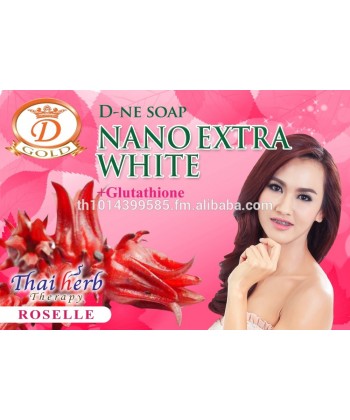 D
GOLD
D-NE SOAP
NANO EXTRA
WHITE
+Glutathione
th1014399585.fm.alibaba.com
Thai herb
Therapy
ROSELLE